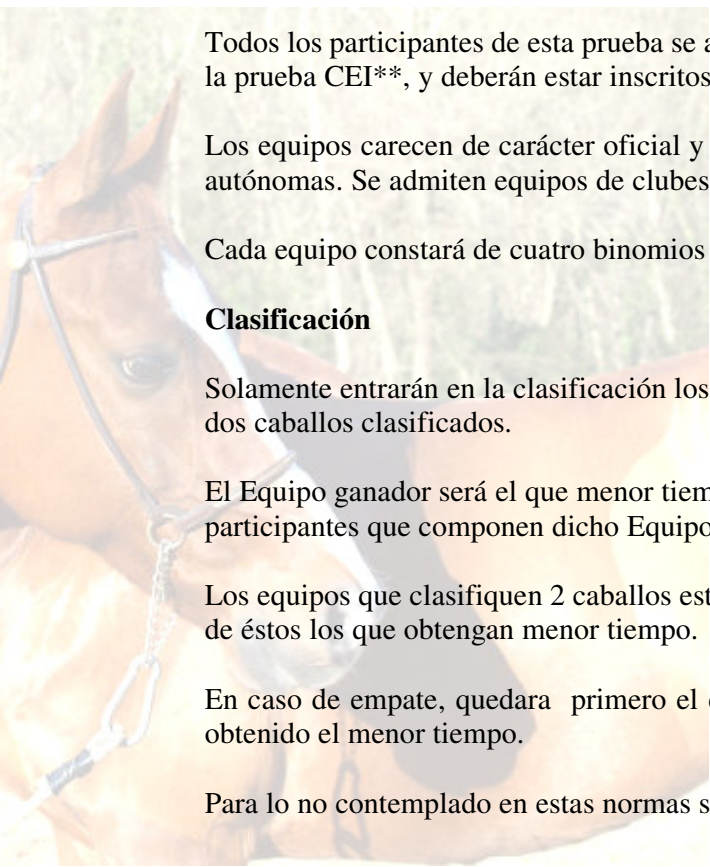 Todos los participantes de esta prueba se a
la prueba CEI**, y deberán estar inscritos
Los equipos carecen de carácter oficial y
autónomas. Se admiten equipos de clubes
Cada equipo constará de cuatro binomios
Clasificación
Solamente entrarán en la clasificación los
dos caballos clasificados.
El Equipo ganador será el que menor tiem
participantes que componen dicho Equipo
Los equipos que clasifiquen 2 caballos est
de éstos los que obtengan menor tiempo.
En caso de empate, quedara primero el
obtenido el menor tiempo.
Para lo no contemplado en estas normas s